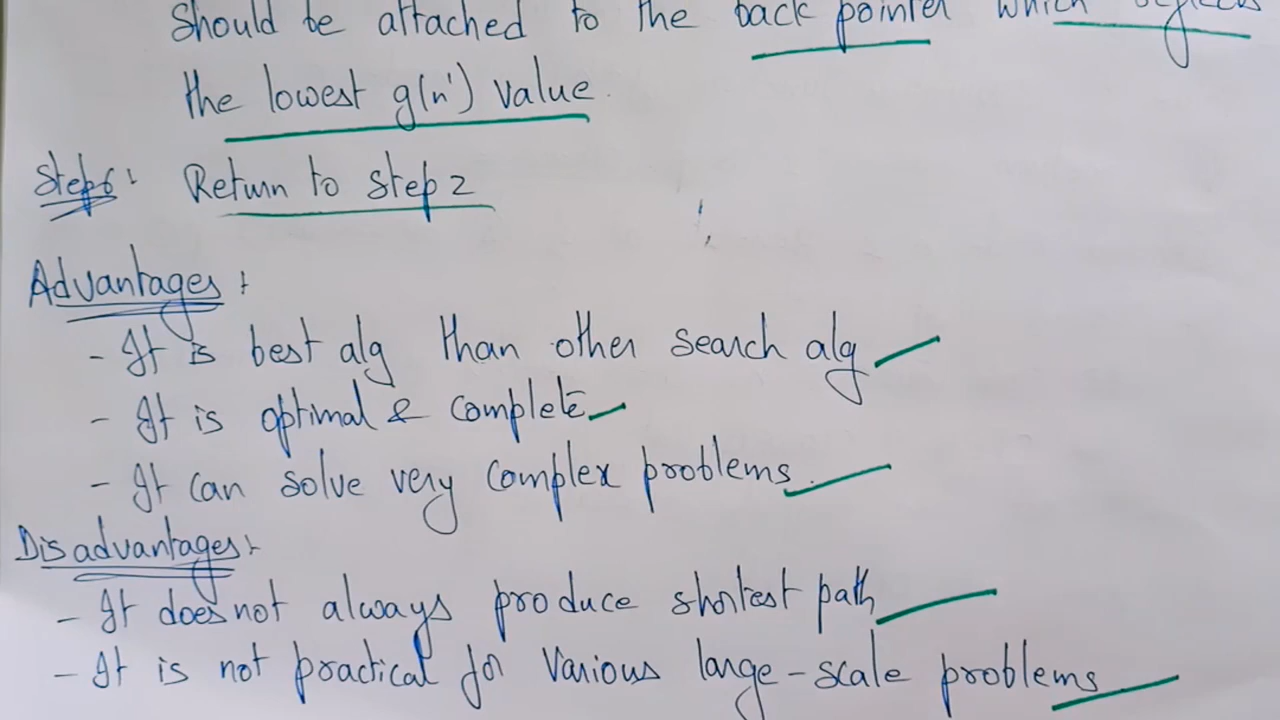 should be attached to the back pointer which reflects
the lowest g(n') value.
Step6: Return to Step 2
Advantages:
- It is best alg than other search alg
- It is optimal & complete
- It can solve very complex problems.
Disadvantages:
- It does not always produce shortest path
- It is not practical for various large-scale problems